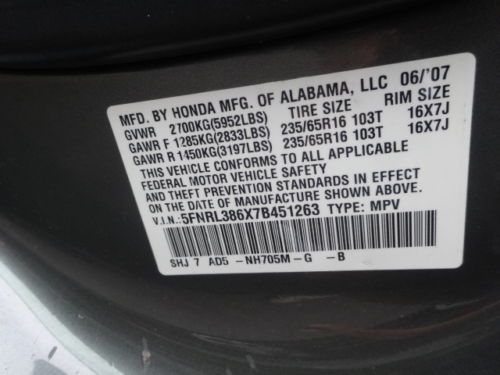 MFD. BY HONDA MFG. OF ALABAMA, LLC 06/'07
GVWR 2700KG(5952LBS) TIRE SIZE RIM SIZE
GAWR F 1285KG(2833LBS) 235/65R16 103T 16X7J
GAWR R 1450KG(3197LBS) 235/65R16 103T 16X7J
THIS VEHICLE CONFORMS TO ALL APPLICABLE
FEDERAL MOTOR VEHICLE SAFETY
AND THEFT PREVENTION STANDARDS IN EFFECT
ON THE DATE OF MANUFACTURE SHOWN ABOVE.
V.I.N.: 5FNRL386X7B451263 TYPE: MPV
SHJ 7 AD5 -NH705M-G -B